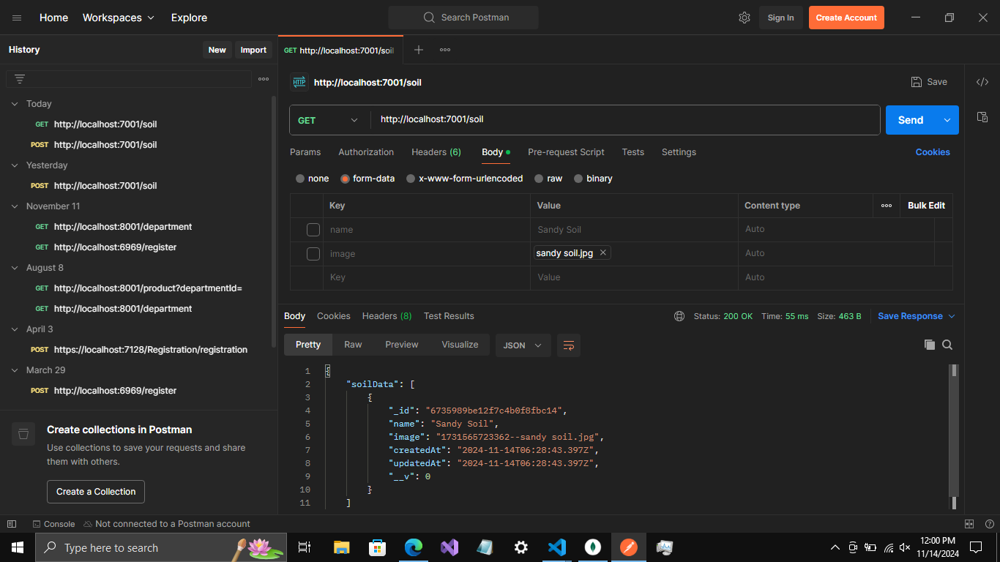 Home Workspaces Explore Search Postman Sign In Create Account
History New Import
GET http://localhost:7001/soil
Today
GET http://localhost:7001/soil
POST http://localhost:7001/soil
Yesterday
POST http://localhost:7001/soil
November 11
GET http://localhost:8001/department
GET http://localhost:6969/register
August 8
GET http://localhost:8001/product?departmentId=
GET http://localhost:8001/department
April 3
POST https://localhost:7128/Registration/registration
March 29
POST http://localhost:6969/register
Create collections in Postman
Use collections to save your requests and share
them with others.
Create a Collection
HTTP http://localhost:7001/soil Save
GET http://localhost:7001/soil Send
Params Authorization Headers (6) Body Pre-request Script Tests Settings Cookies
none form-data x-www-form-urlencoded raw binary
Key Value Content type Bulk Edit
name Sandy Soil Auto
image sandy soil.jpg Auto
Key Value Auto
Body Cookies Headers (8) Test Results Status: 200 OK Time: 55 ms Size: 463 B Save Response
Pretty Raw Preview Visualize JSON
1 {
2 "soilData": [
3 {
4 "_id": "6735989be12f7c4b0f8fbc14",
5 "name": "Sandy Soil",
6 "image": "1731565723362--sandy soil.jpg",
7 "createdAt": "2024-11-14T06:28:43.397Z",
8 "updatedAt": "2024-11-14T06:28:43.397Z",
9 "__v": 0
10 }
11 ]
Console Not connected to a Postman account
Type here to search
12:00 PM
11/14/2024